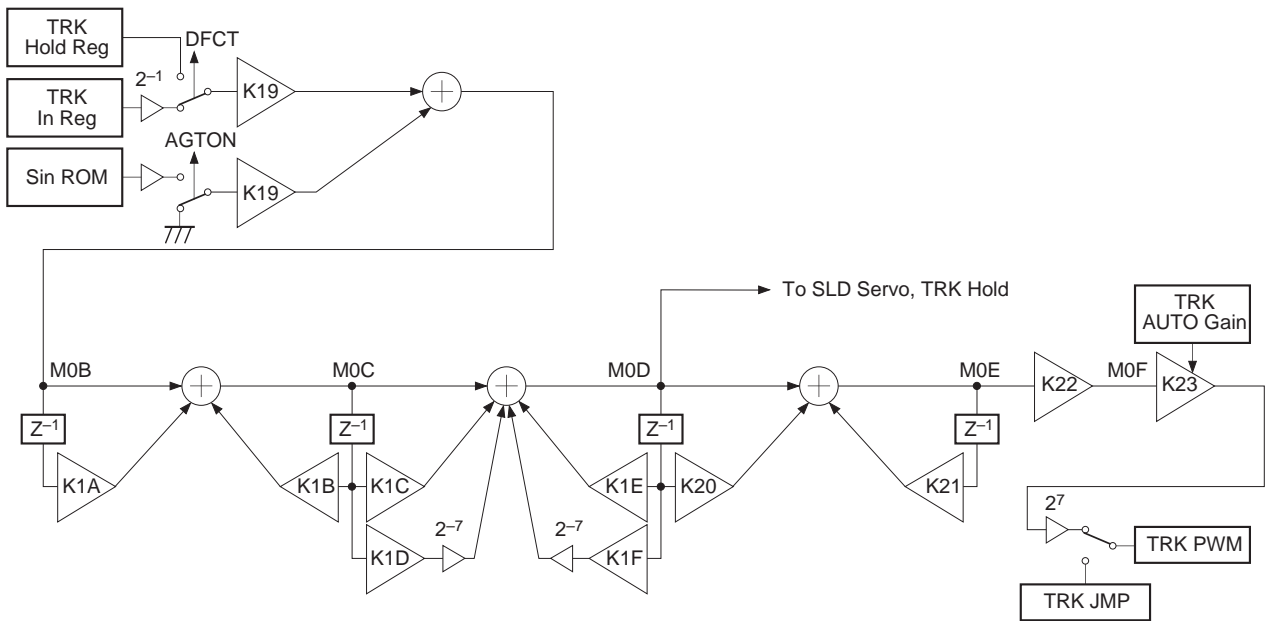 TRK
Hold Reg
DFCT
2–1
K19
TRK
In Reg
AGTON
Sin ROM
K19
To SLD Servo, TRK Hold
TRK
AUTO Gain
M0B
M0C
M0D
M0E
K22
M0F
K23
Z–1
Z–1
Z–1
Z–1
K1A
K1B
K1C
K1E
K20
K21
K1D
2–7
2–7
K1F
27
TRK PWM
TRK JMP